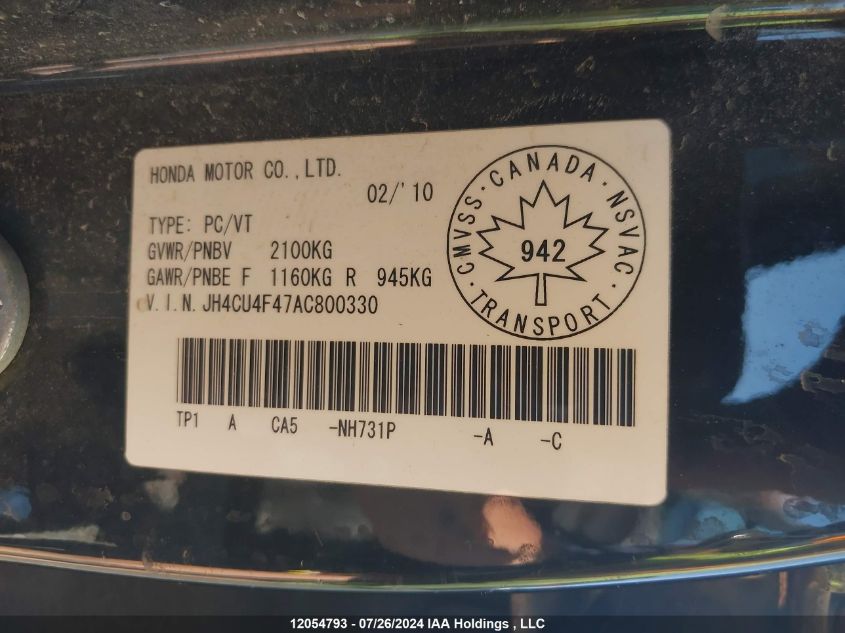 HONDA MOTOR CO.,LTD.
02/'10
TYPE: PC/VT
GVWR/PNBV 2100KG
GAWR/PNBE F 1160KG R 945KG
V.I.N. JH4CU4F47AC800330
CMVSS · CANADA · NSVAC
942
· TRANSPORT ·
TP1 A CA5 -NH731P -A -C
12054793 - 07/26/2024 IAA Holdings , LLC